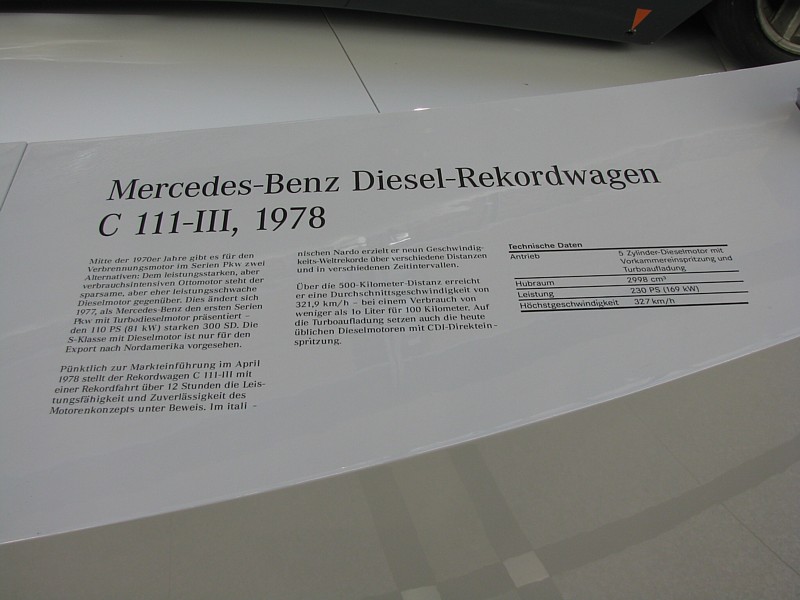 Mercedes-Benz Diesel-Rekordwagen
C 111-III, 1978
Mitte der 1970er Jahre gibt es für den
Verbrennungsmotor im Serien Pkw zwei
Alternativen: Dem leistungsstarken, aber
verbrauchsintensiven Ottomotor steht der
sparsame, aber eher leistungsschwache
Dieselmotor gegenüber. Dies ändert sich
1977, als Mercedes-Benz den ersten Serien
Pkw mit Turbodieselmotor präsentiert –
den 110 PS (81 kW) starken 300 SD. Die
S-Klasse mit Dieselmotor ist nur für den
Export nach Nordamerika vorgesehen.
Pünktlich zur Markteinführung im April
1978 stellt der Rekordwagen C 111-III mit
einer Rekordfahrt über 12 Stunden die Leis-
tungsfähigkeit und Zuverlässigkeit des
Motorenkonzepts unter Beweis. Im itali -
nischen Nardo erzielt er neun Geschwindig-
keits-Weltrekorde über verschiedene Distanzen
und in verschiedenen Zeitintervallen.
Über die 500-Kilometer-Distanz erreicht
er eine Durchschnittsgeschwindigkeit von
321,9 km/h – bei einem Verbrauch von
weniger als 1o Liter für 100 Kilometer. Auf
die Turboaufladung setzen auch die heute
üblichen Dieselmotoren mit CDI-Direktein-
spritzung.
Technische Daten
Antrieb 5 Zylinder-Dieselmotor mit
Vorkammereinspritzung und
Turboaufladung
Hubraum 2998 cm³
Leistung 230 PS (169 kW)
Höchstgeschwindigkeit 327 km/h